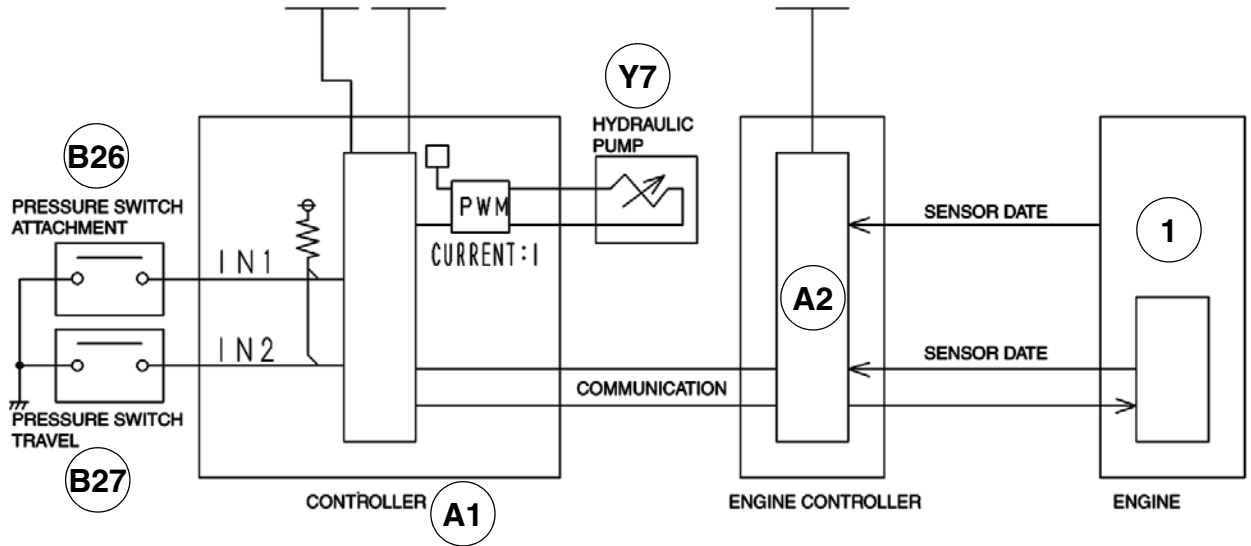 Y7
HYDRAULIC
PUMP
B26
PRESSURE SWITCH
ATTACHMENT
PWM
CURRENT:I
SENSOR DATE
1
IN1
A2
IN2
SENSOR DATE
COMMUNICATION
PRESSURE SWITCH
TRAVEL
B27
CONTROLLER
A1
ENGINE CONTROLLER
ENGINE